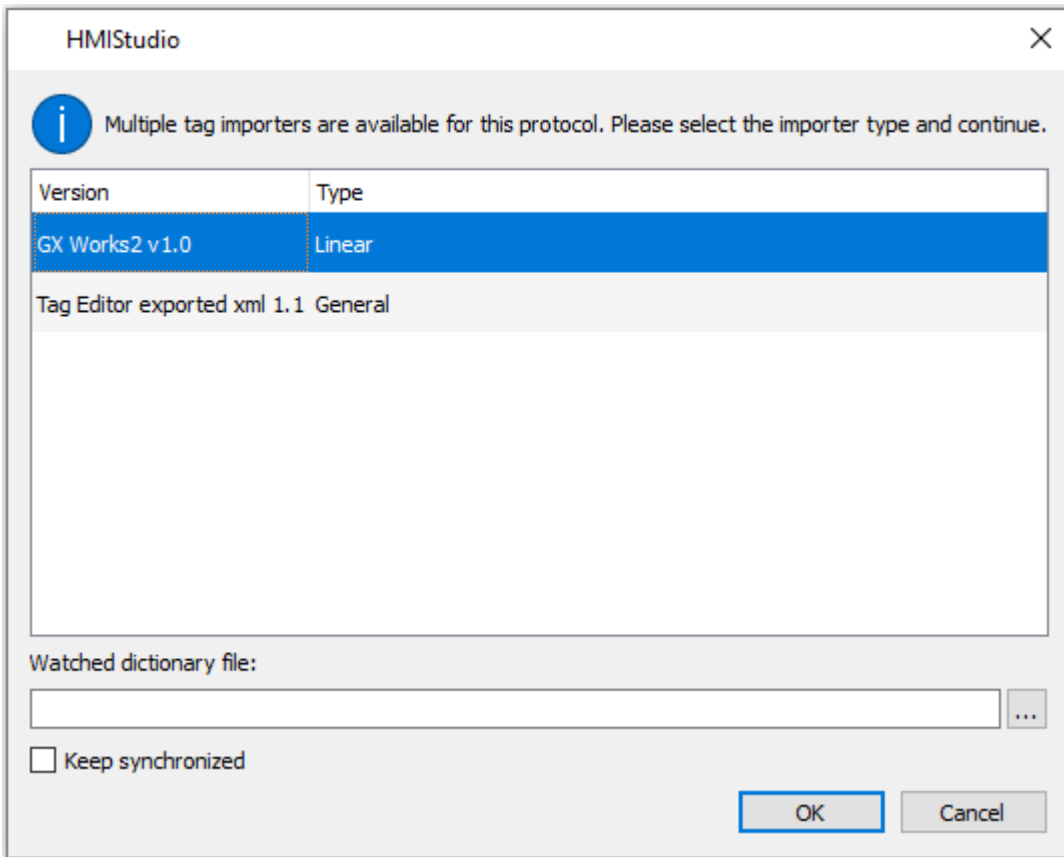 HMIStudio
i
Multiple tag importers are available for this protocol. Please select the importer type and continue.
Version Type
GX Works2 v1.0 Linear
Tag Editor exported xml 1.1 General
Watched dictionary file:
...
Keep synchronized
OK Cancel